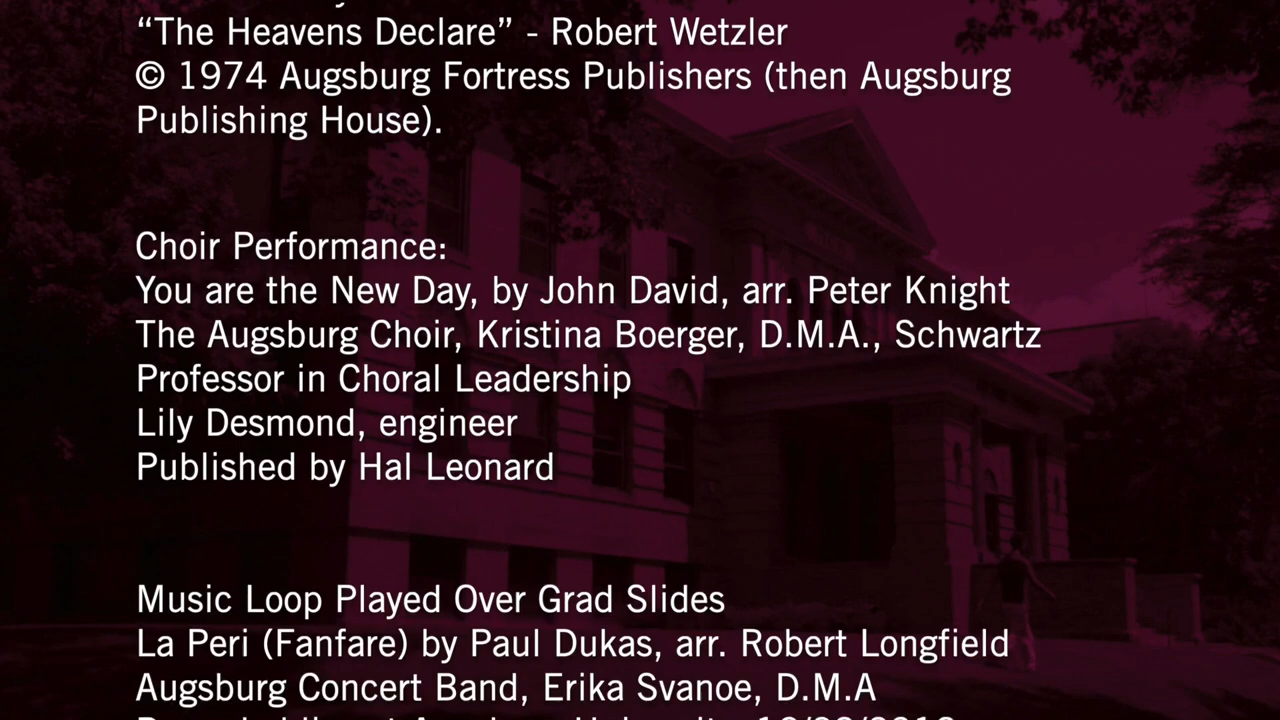 “The Heavens Declare” - Robert Wetzler
© 1974 Augsburg Fortress Publishers (then Augsburg
Publishing House).
Choir Performance:
You are the New Day, by John David, arr. Peter Knight
The Augsburg Choir, Kristina Boerger, D.M.A., Schwartz
Professor in Choral Leadership
Lily Desmond, engineer
Published by Hal Leonard
Music Loop Played Over Grad Slides
La Peri (Fanfare) by Paul Dukas, arr. Robert Longfield
Augsburg Concert Band, Erika Svanoe, D.M.A